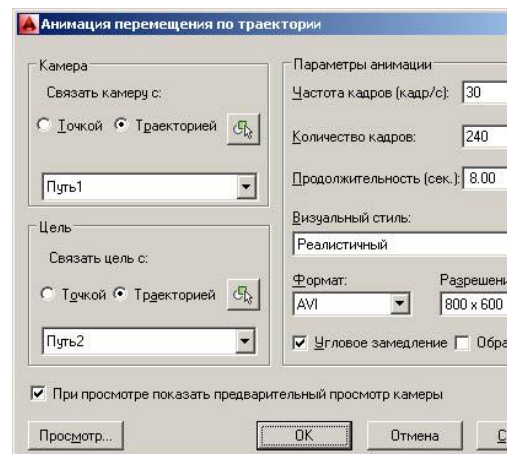 Анимация перемещения по траектории
Камера
Связать камеру с:
Точкой Траекторией
Путь1
Цель
Связать цель с:
Точкой Траекторией
Путь2
Параметры анимации
Частота кадров (кадр/с): 30
Количество кадров: 240
Продолжительность (сек.): 8.00
Визуальный стиль:
Реалистичный
Формат:
AVI
800 x 600
Угловое замедление
При просмотре показать предварительный просмотр камеры
Просмотр... OK Отмена